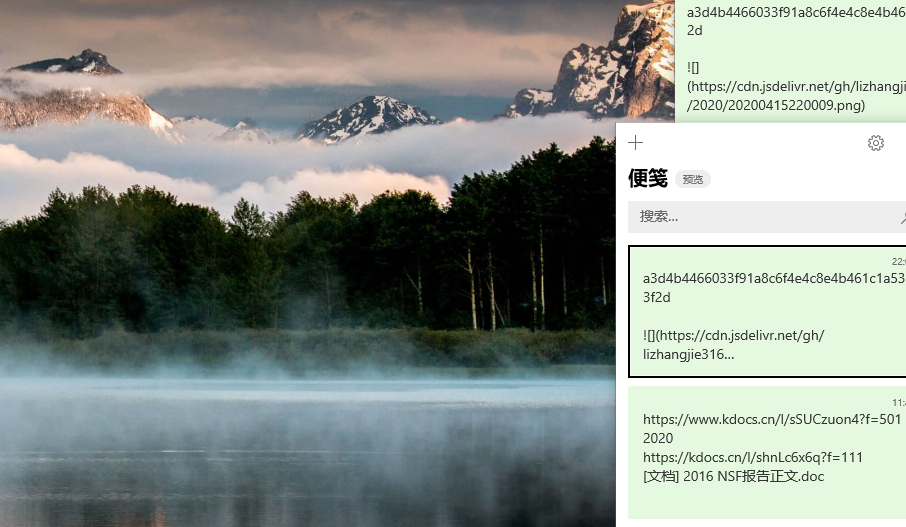 a3d4b4466033f91a8c6f4e4c8e4b46
2d
![]
(https://cdn.jsdelivr.net/gh/lizhangji
/2020/20200415220009.png)
便笺 预览
搜索...
22:
a3d4b4466033f91a8c6f4e4c8e4b461c1a53
3f2d
![](https://cdn.jsdelivr.net/gh/
lizhangjie316...
11:
https://www.kdocs.cn/l/sSUCzuon4?f=501
2020
https://kdocs.cn/l/shnLc6x6q?f=111
[文档] 2016 NSF报告正文.doc